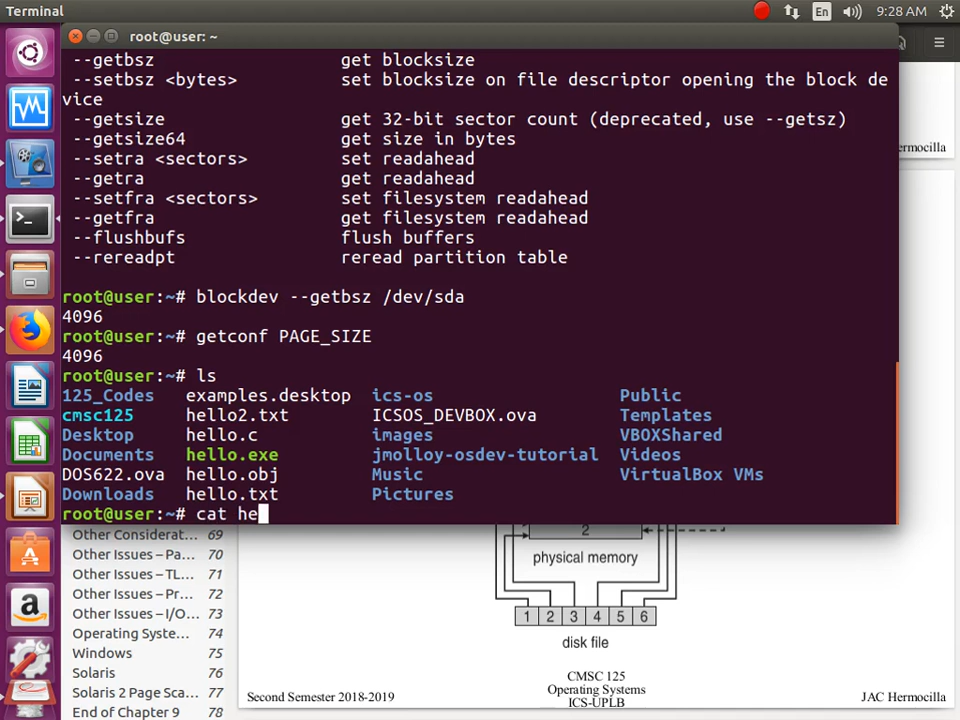 Terminal
En
9:28 AM
root@user: ~
--getbsz get blocksize
--setbsz <bytes> set blocksize on file descriptor opening the block de
vice
--getsize get 32-bit sector count (deprecated, use --getsz)
--getsize64 get size in bytes
--setra <sectors> set readahead
--getra get readahead
--setfra <sectors> set filesystem readahead
--getfra get filesystem readahead
--flushbufs flush buffers
--rereadpt reread partition table
root@user:~# blockdev --getbsz /dev/sda
4096
root@user:~# getconf PAGE_SIZE
4096
root@user:~# ls
125_Codes examples.desktop ics-os Public
cmsc125 hello2.txt ICSOS_DEVBOX.ova Templates
Desktop hello.c images VBOXShared
Documents hello.exe jmolloy-osdev-tutorial Videos
DOS622.ova hello.obj Music VirtualBox VMs
Downloads hello.txt Pictures
root@user:~# cat he
ermocilla
Other Considerat... 69
Other Issues – Pa... 70
Other Issues – TL... 71
Other Issues – Pr... 72
Other Issues – I/O... 73
Operating Syste... 74
Windows 75
Solaris 76
Solaris 2 Page Sca... 77
End of Chapter 9 78
2
physical memory
1 2 3 4 5 6
disk file
Second Semester 2018-2019
CMSC 125
Operating Systems
ICS-UPLB
JAC Hermocilla